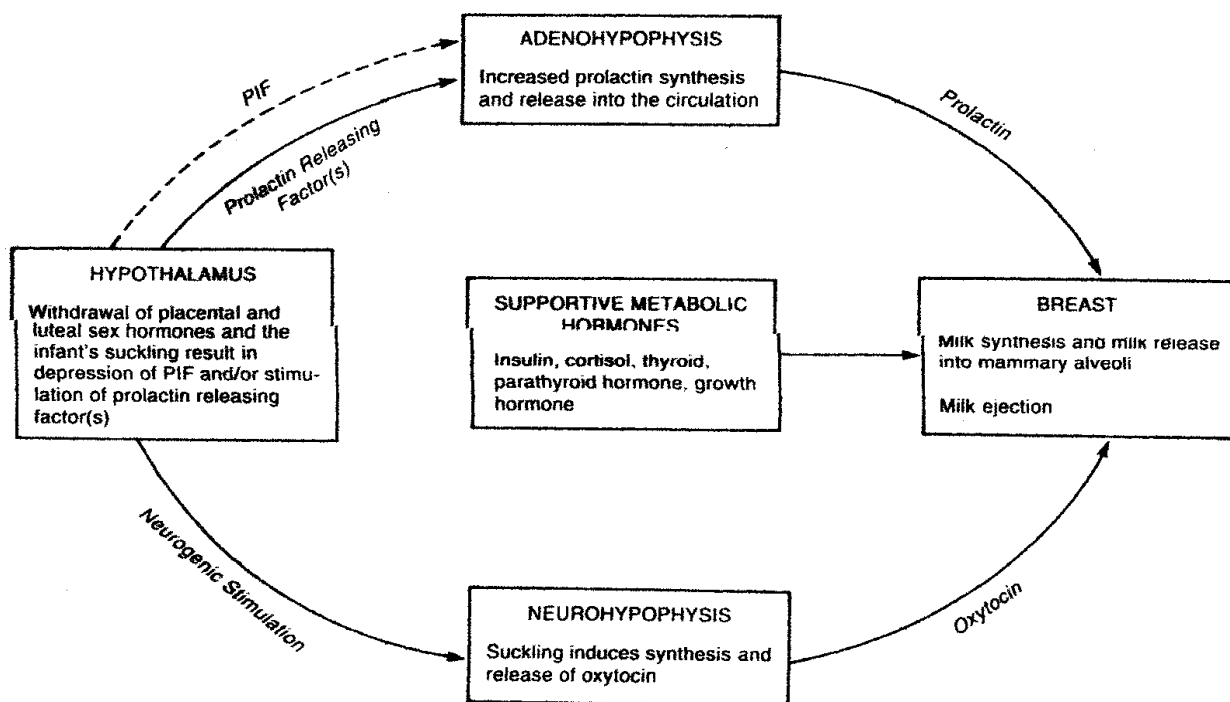 ADENOHYPOPHYSIS
Increased prolactin synthesis
and release into the circulation
PIF
Prolactin Releasing
Factor(s)
Prolactin
HYPOTHALAMUS
Withdrawal of placental and
luteal sex hormones and the
infant's suckling result in
depression of PIF and/or stimu-
lation of prolactin releasing
factor(s)
SUPPORTIVE METABOLIC
HORMONES
Insulin, cortisol, thyroid,
parathyroid hormone, growth
hormone
BREAST
Milk synthesis and milk release
into mammary alveoli
Milk ejection
Neurogenic Stimulation
NEUROHYPOPHYSIS
Suckling induces synthesis and
release of oxytocin
Oxytocin